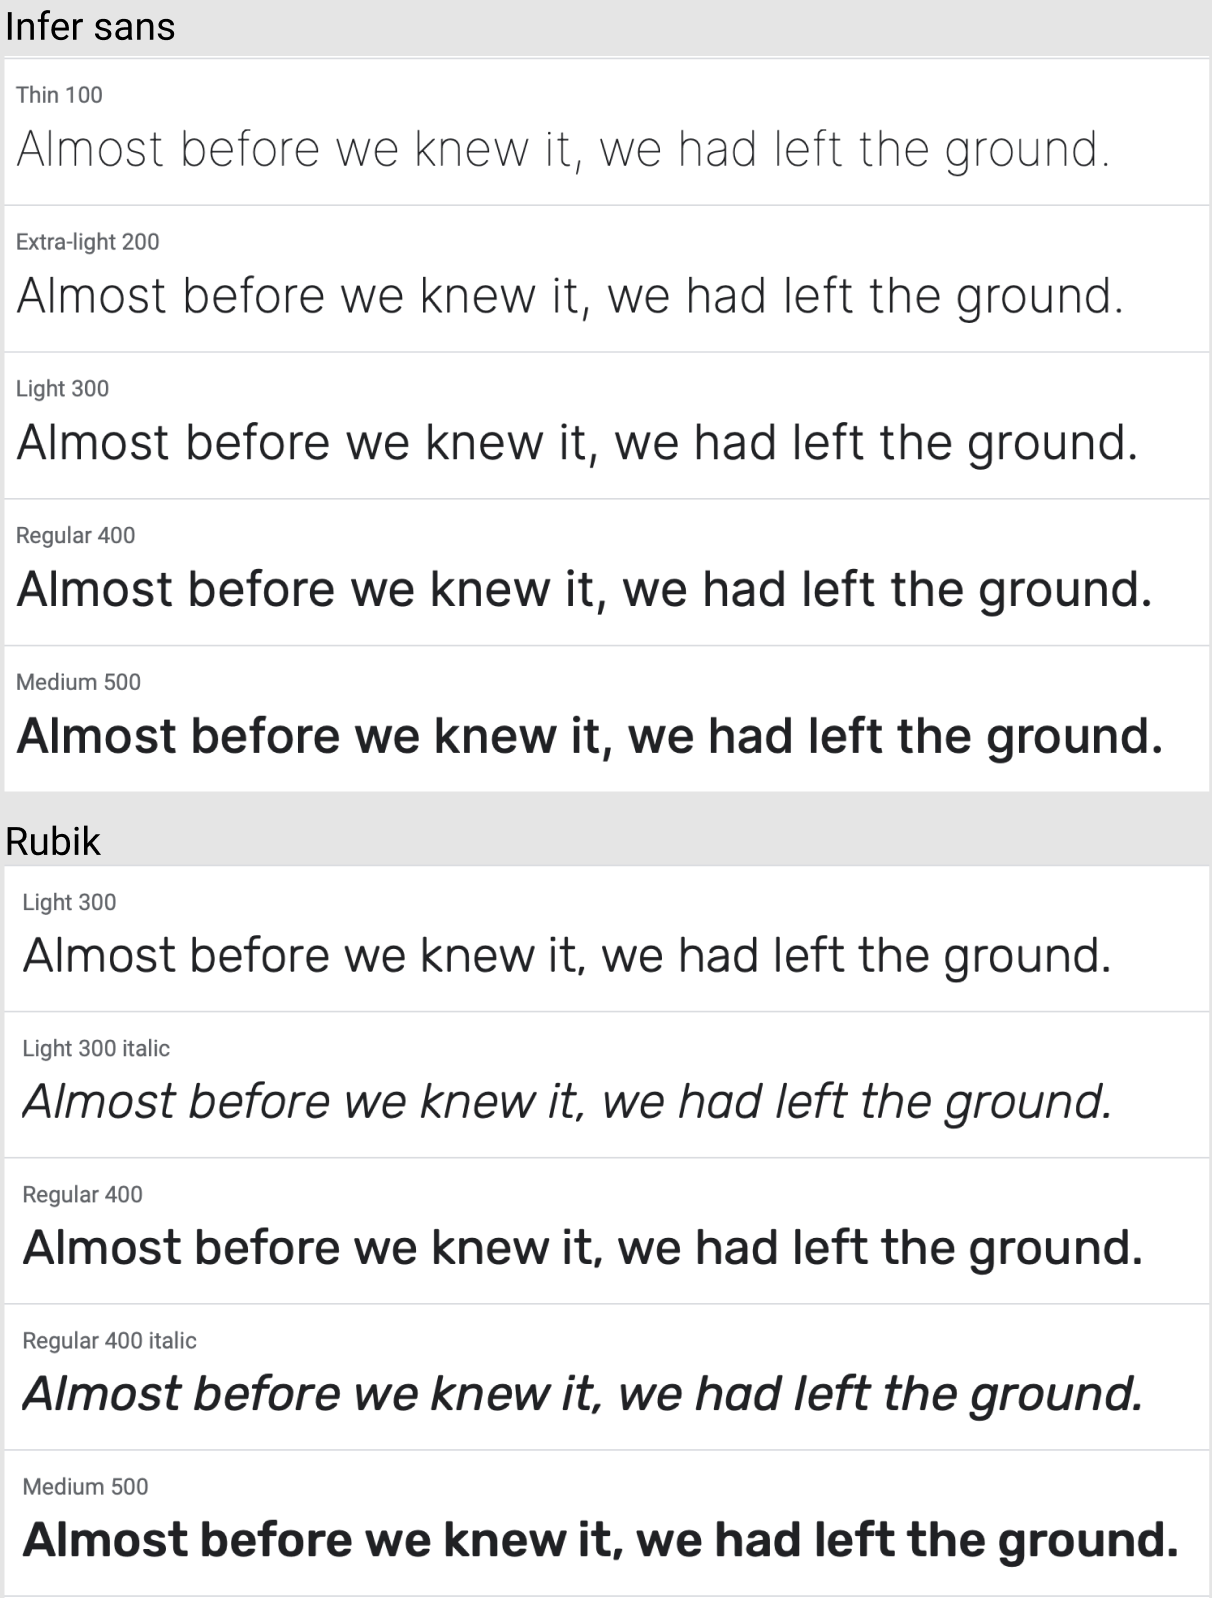 Infer sans
Thin 100
Almost before we knew it, we had left the ground.
Extra-light 200
Almost before we knew it, we had left the ground.
Light 300
Almost before we knew it, we had left the ground.
Regular 400
Almost before we knew it, we had left the ground.
Medium 500
Almost before we knew it, we had left the ground.
Rubik
Light 300
Almost before we knew it, we had left the ground.
Light 300 italic
Almost before we knew it, we had left the ground.
Regular 400
Almost before we knew it, we had left the ground.
Regular 400 italic
Almost before we knew it, we had left the ground.
Medium 500
Almost before we knew it, we had left the ground.